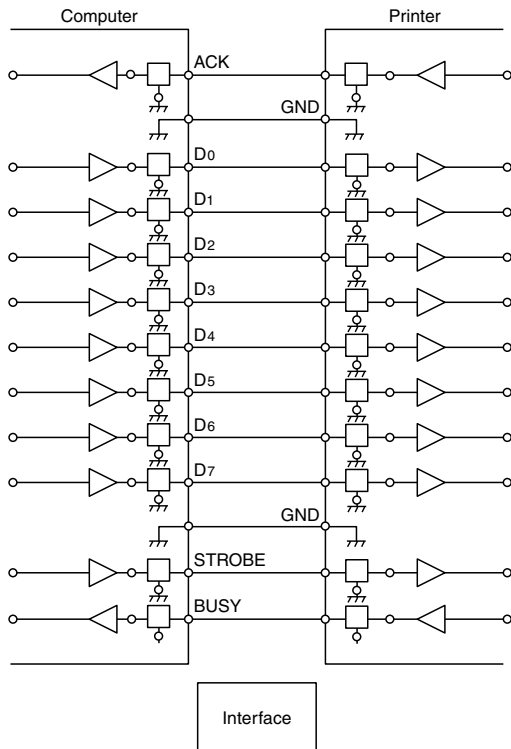 Computer
Printer
ACK
GND
D0
D1
D2
D3
D4
D5
D6
D7
GND
STROBE
BUSY
Interface